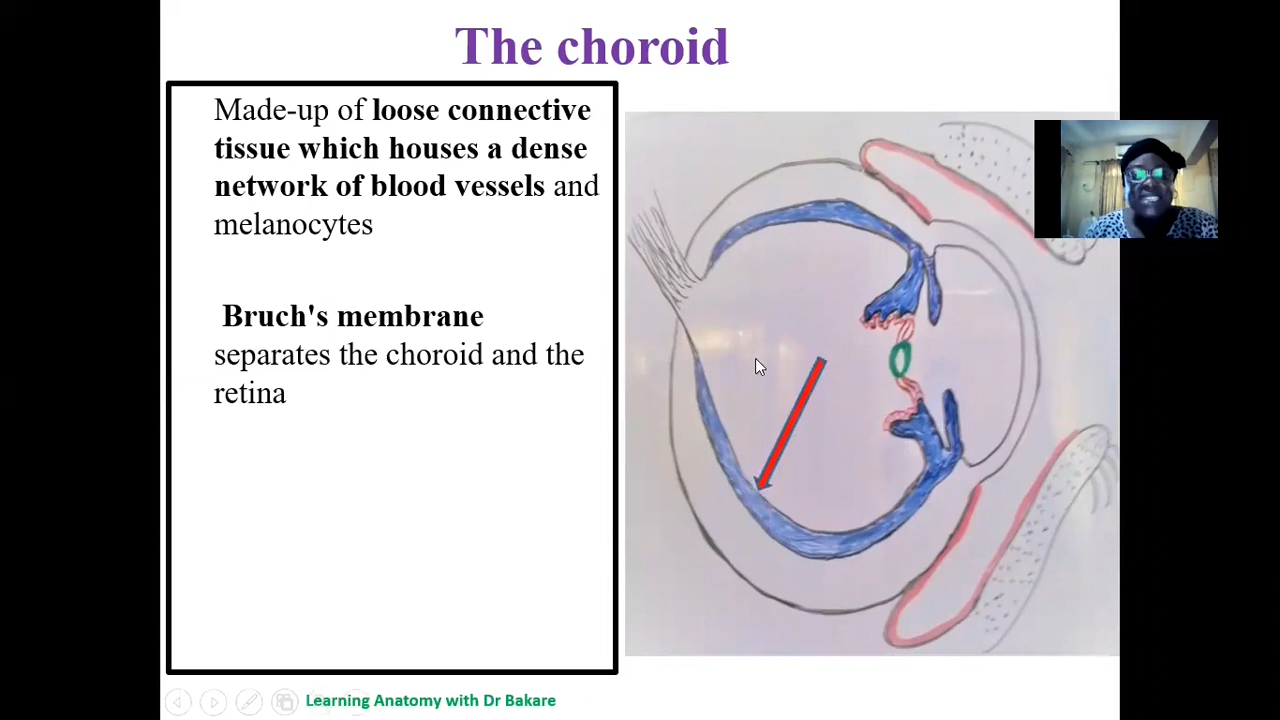 The choroid
Made-up of loose connective
tissue which houses a dense
network of blood vessels and
melanocytes
Bruch's membrane
separates the choroid and the
retina
Learning Anatomy with Dr Bakare